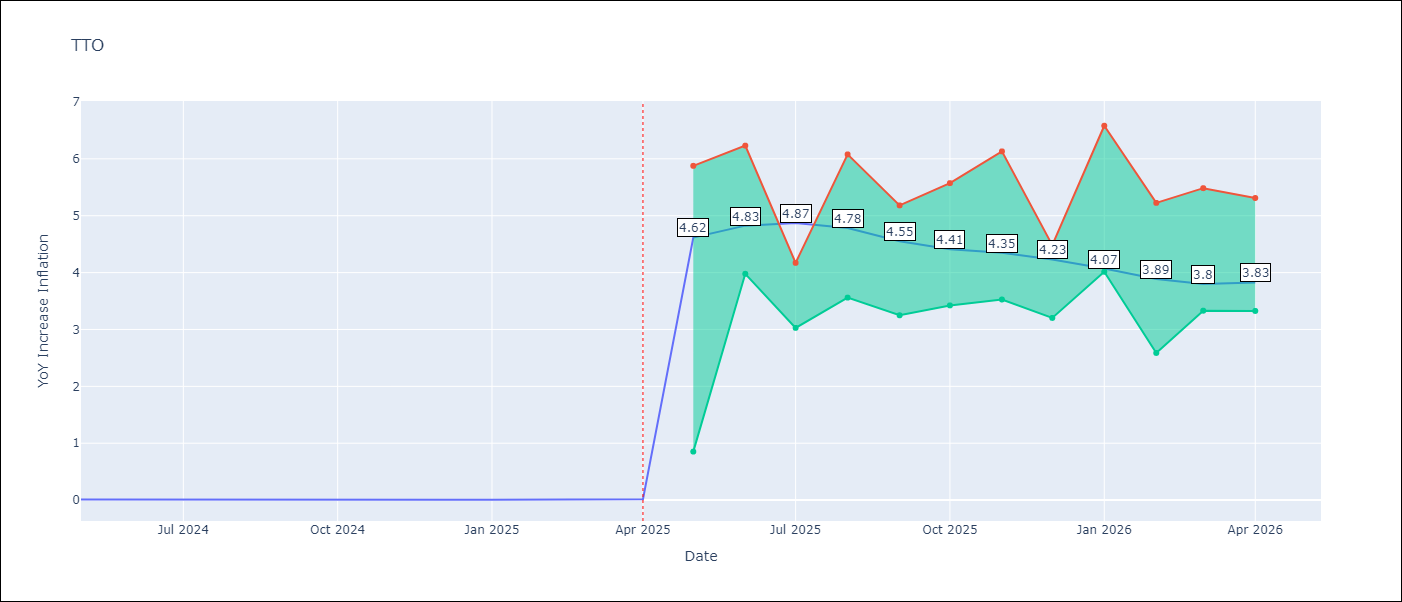 TTO
7
6
5
4
3
2
1
0
YoY Increase Inflation
4.62
4.83
4.87
4.78
4.55
4.41
4.35
4.23
4.07
3.89
3.8
3.83
Jul 2024
Oct 2024
Jan 2025
Apr 2025
Jul 2025
Oct 2025
Jan 2026
Apr 2026
Date